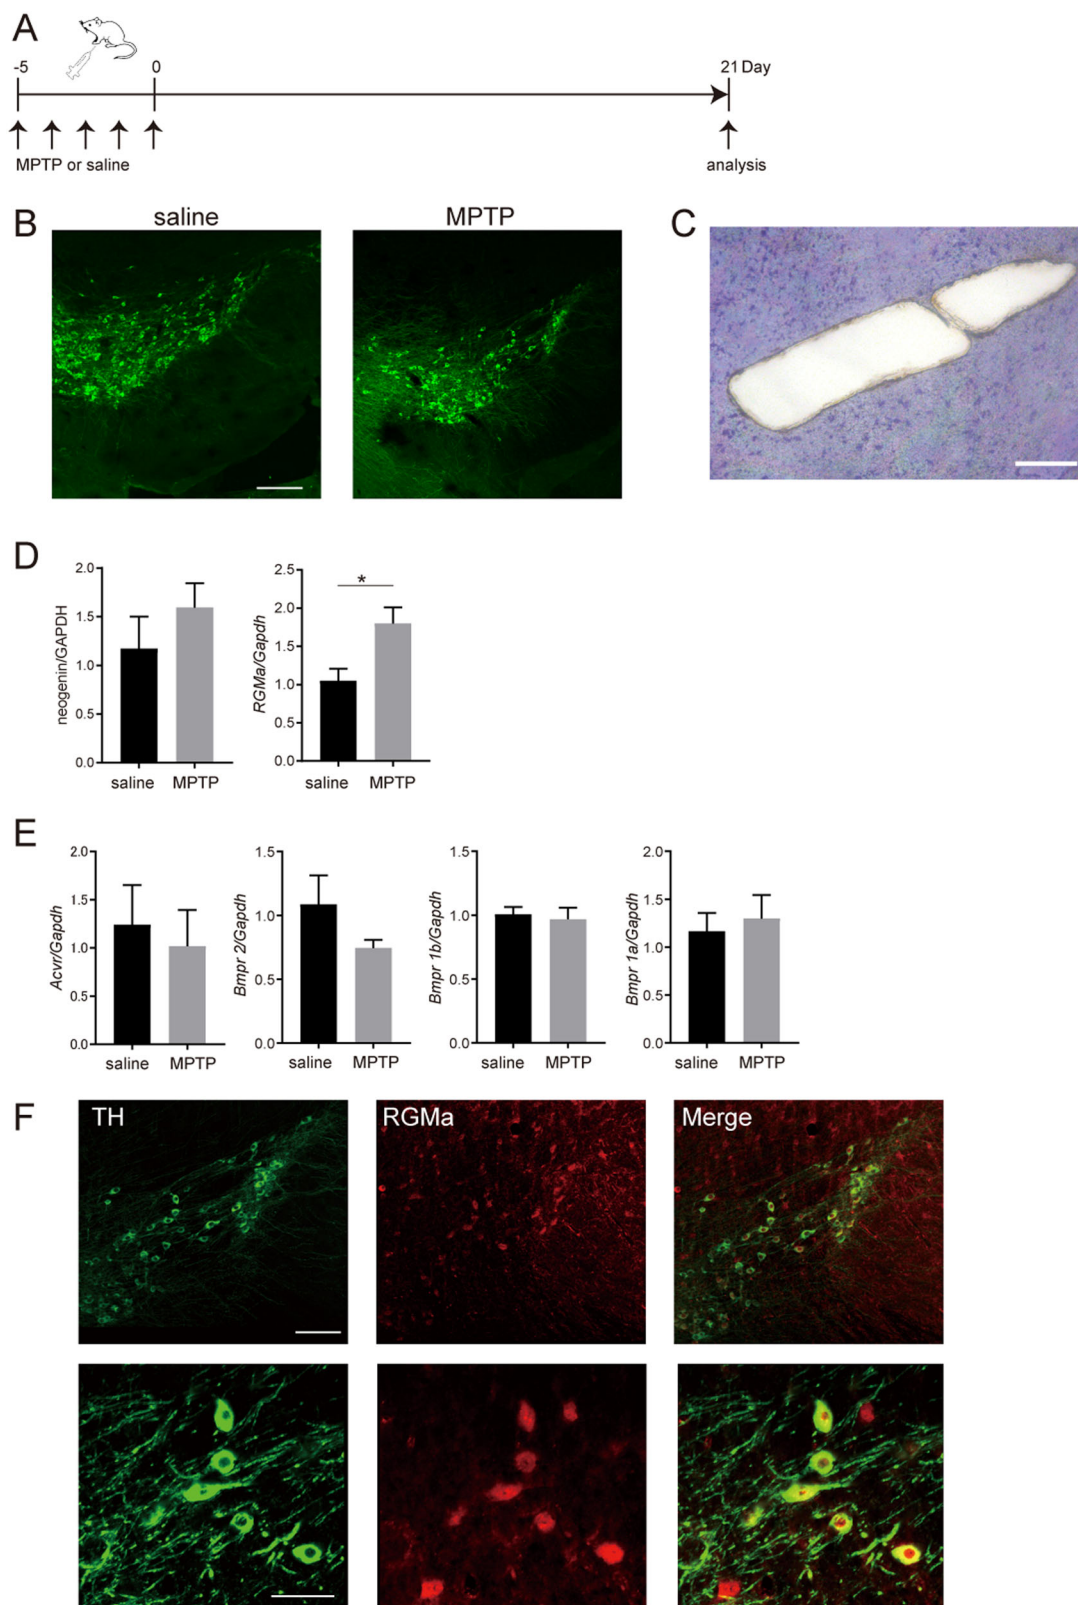 A
-5
0
21 Day
MPTP or saline
analysis
B
saline
MPTP
C
D
neogenin/GAPDH
2.0
1.5
1.0
0.5
0.0
saline
MPTP
RGMa/Gapdh
2.5
2.0
1.5
1.0
0.5
0.0
*
saline
MPTP
E
Acvr/Gapdh
2.0
1.5
1.0
0.5
0.0
saline
MPTP
Bmpr 2/Gapdh
1.5
1.0
0.5
0.0
saline
MPTP
Bmpr 1b/Gapdh
1.5
1.0
0.5
0.0
saline
MPTP
Bmpr 1a/Gapdh
2.0
1.5
1.0
0.5
0.0
saline
MPTP
F
TH
RGMa
Merge